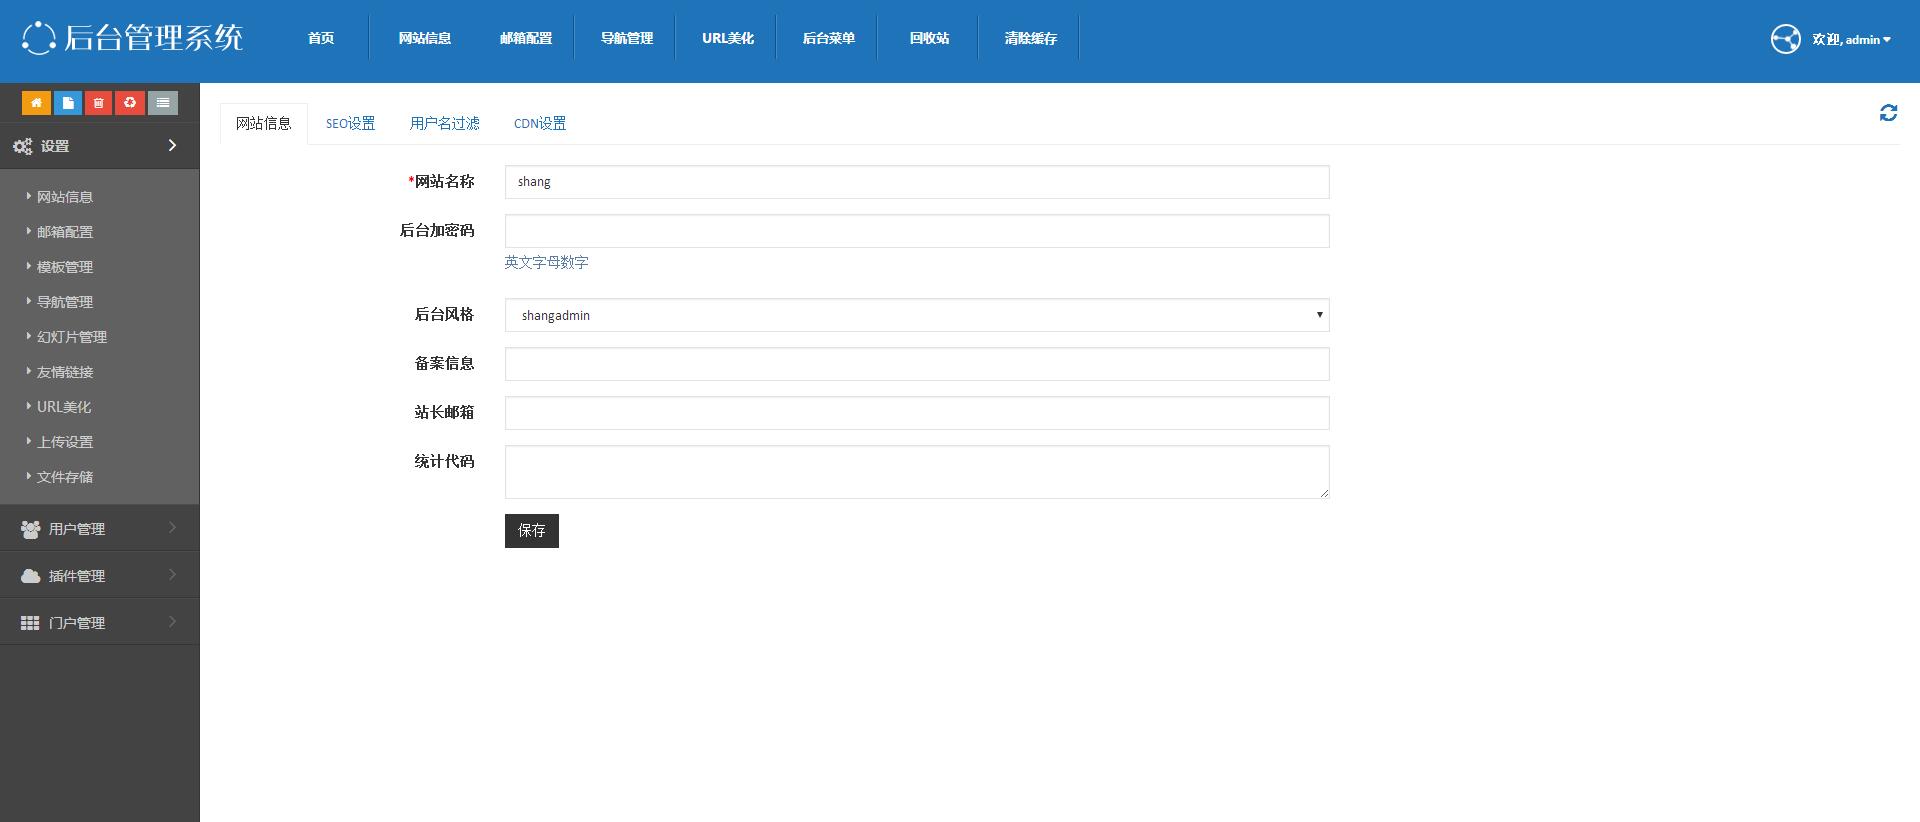 后台管理系统
首页 网站信息 邮箱配置 导航管理 URL美化 后台菜单 回收站 清除缓存
欢迎, admin
设置
网站信息
邮箱配置
模板管理
导航管理
幻灯片管理
友情链接
URL美化
上传设置
文件存储
用户管理
插件管理
门户管理
网站信息 SEO设置 用户名过滤 CDN设置
*网站名称 shang
后台加密码
英文字母数字
后台风格 shangadmin
备案信息
站长邮箱
统计代码
保存